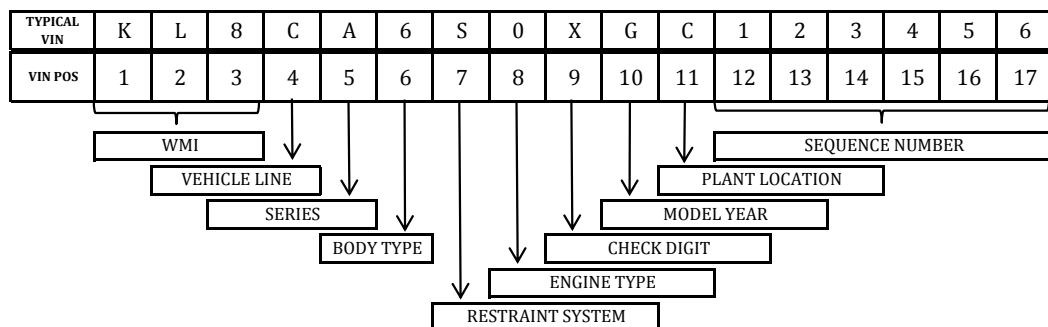 TYPICAL VIN K L 8 C A 6 S 0 X G C 1 2 3 4 5 6
VIN POS 1 2 3 4 5 6 7 8 9 10 11 12 13 14 15 16 17
WMI SEQUENCE NUMBER
VEHICLE LINE PLANT LOCATION
SERIES MODEL YEAR
BODY TYPE CHECK DIGIT
ENGINE TYPE
RESTRAINT SYSTEM